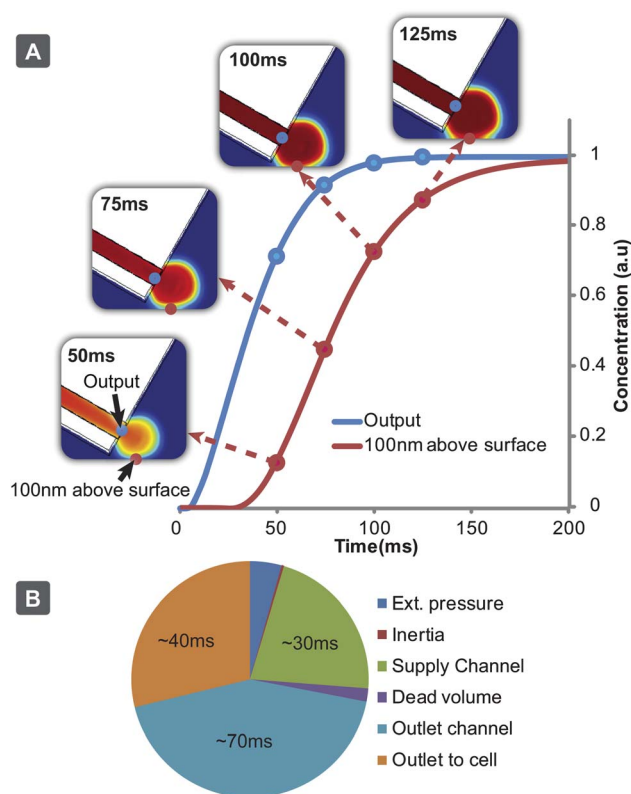 A
125ms
100ms
75ms
50ms
Output
100nm above surface
1
0.8
0.6
0.4
0.2
0
Concentration (a.u)
Output
100nm above surface
0
50
100
150
200
Time(ms)
B
~40ms
~30ms
~70ms
Ext. pressure
Inertia
Supply Channel
Dead volume
Outlet channel
Outlet to cell